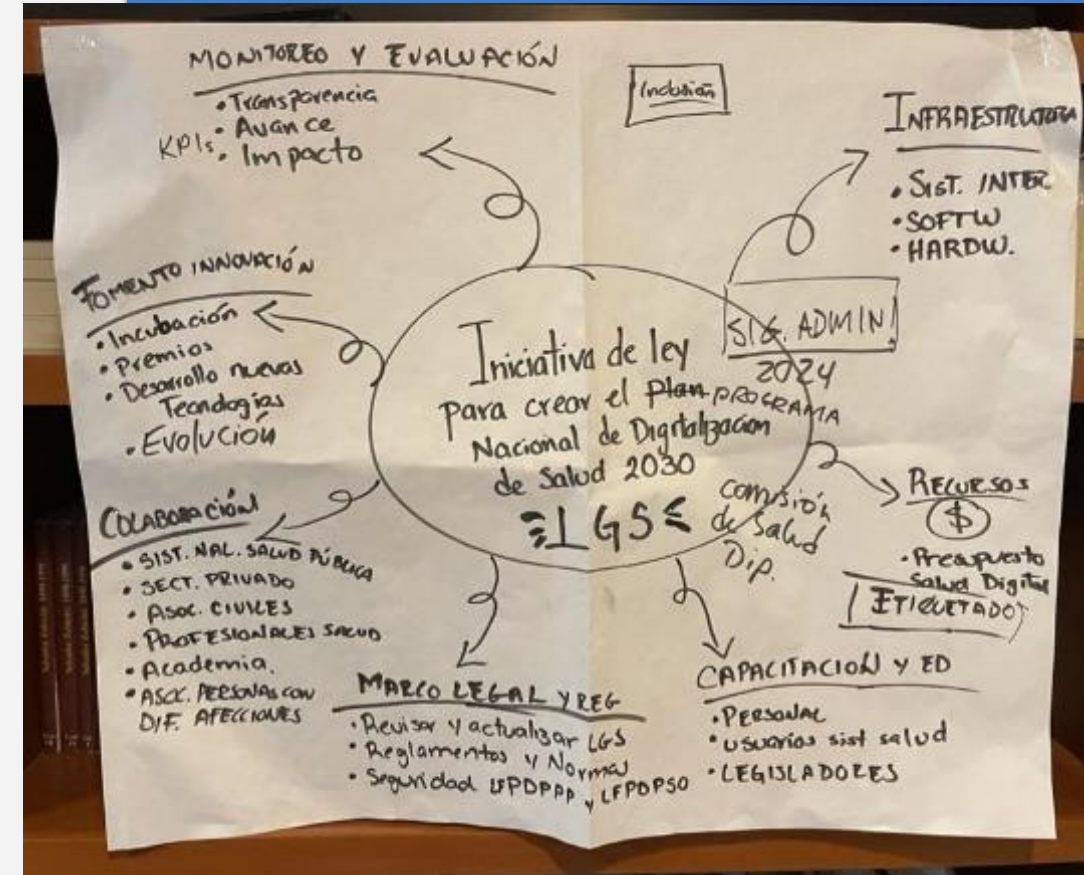 MONITOREO Y EVALUACIÓN
• Transparencia
• Avance
KPIs • Impacto
Inclusión
INFRAESTRUCTURA
• SIST. INTER.
• SOFTW
• HARDW.
FOMENTO INNOVACIÓN
• Incubación
• Premios
• Desarrollo nuevas
Tecnologías
• Evolución
Iniciativa de ley
para crear el Plan PROGRAMA
Nacional de Digitalización
de Salud 2030
LGS
SIG. ADMIN!
2024
comisión
de Salud
Dip.
RECURSOS
$
• Presupuesto
Salud Digital
ETIQUETADO
COLABORACIÓN
• SIST. NAL. SALUD PÚBLICA
• SECT. PRIVADO
• ASOC. CIVILES
• PROFESIONALES SALUD
• Academia.
• ASOC. PERSONAS CON
DIF. AFECCIONES
MARCO LEGAL Y REG
• Revisar y actualizar LGS
• Reglamentos y Normas
• Seguridad LFPDPPP y LFPDPSO
CAPACITACIÓN Y ED
• PERSONAL
• usuarios sist salud
• LEGISLADORES